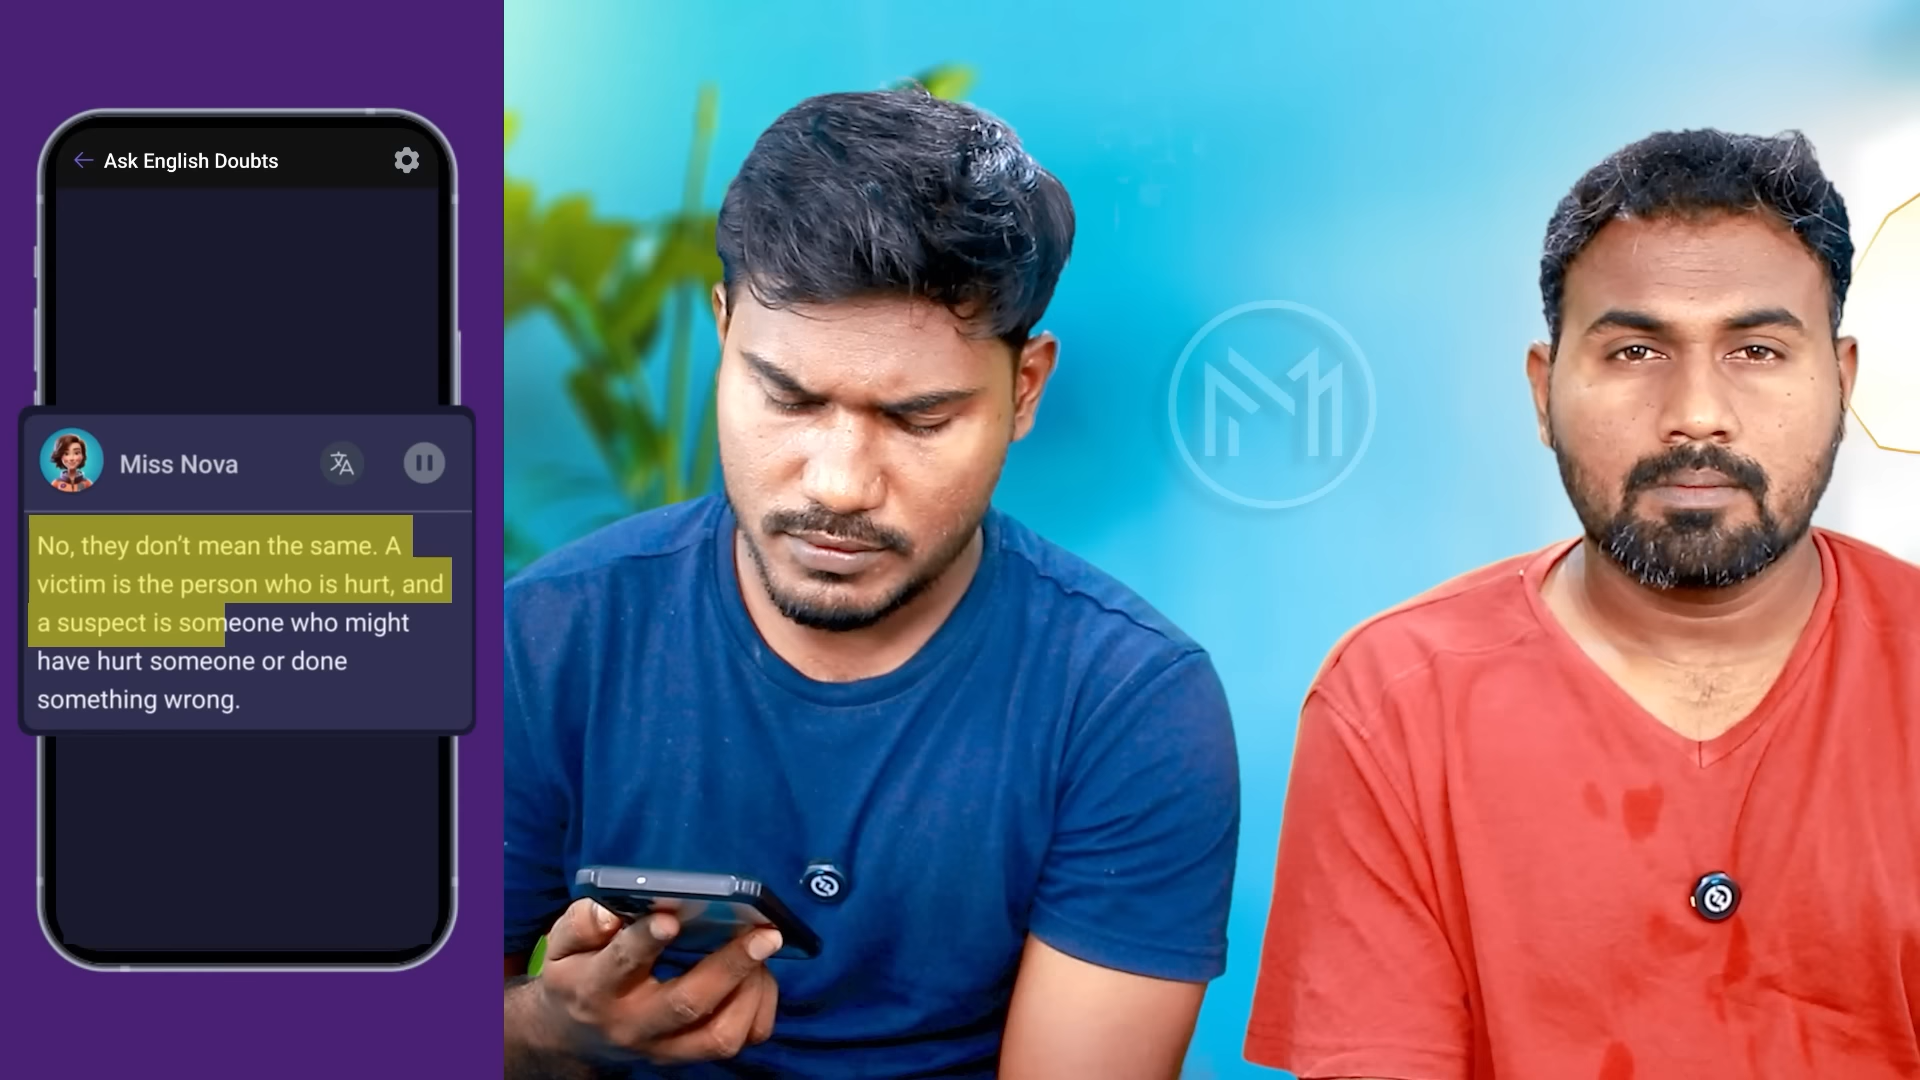 Ask English Doubts
Miss Nova
No, they don’t mean the same. A
victim is the person who is hurt, and
a suspect is someone who might
have hurt someone or done
something wrong.